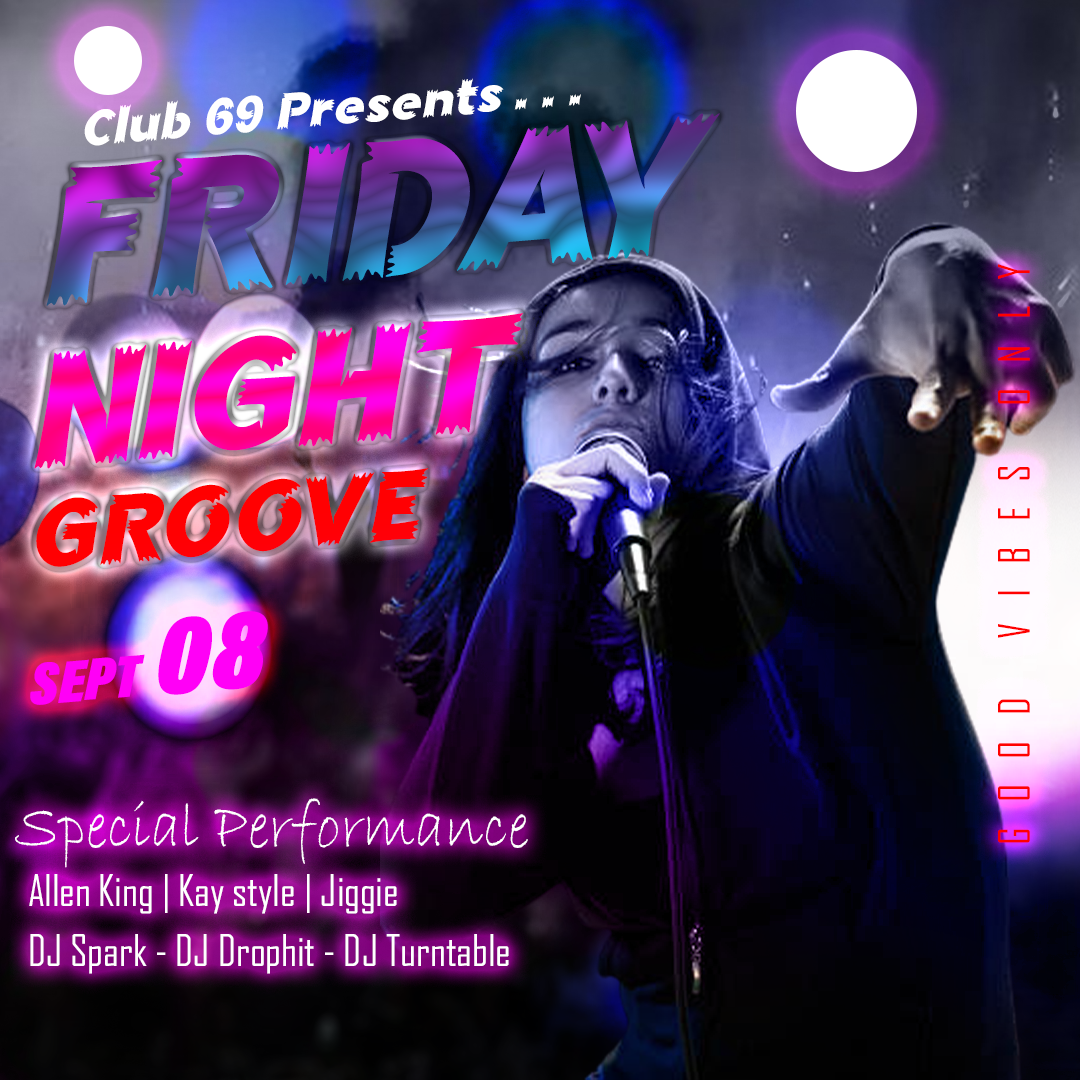 Club 69 Presents . . .
FRIDAY
NIGHT
GROOVE
SEPT 08
GOOD VIBES ONLY
Special Performance
Allen King | Kay style | Jiggie
DJ Spark - DJ Drophit - DJ Turntable